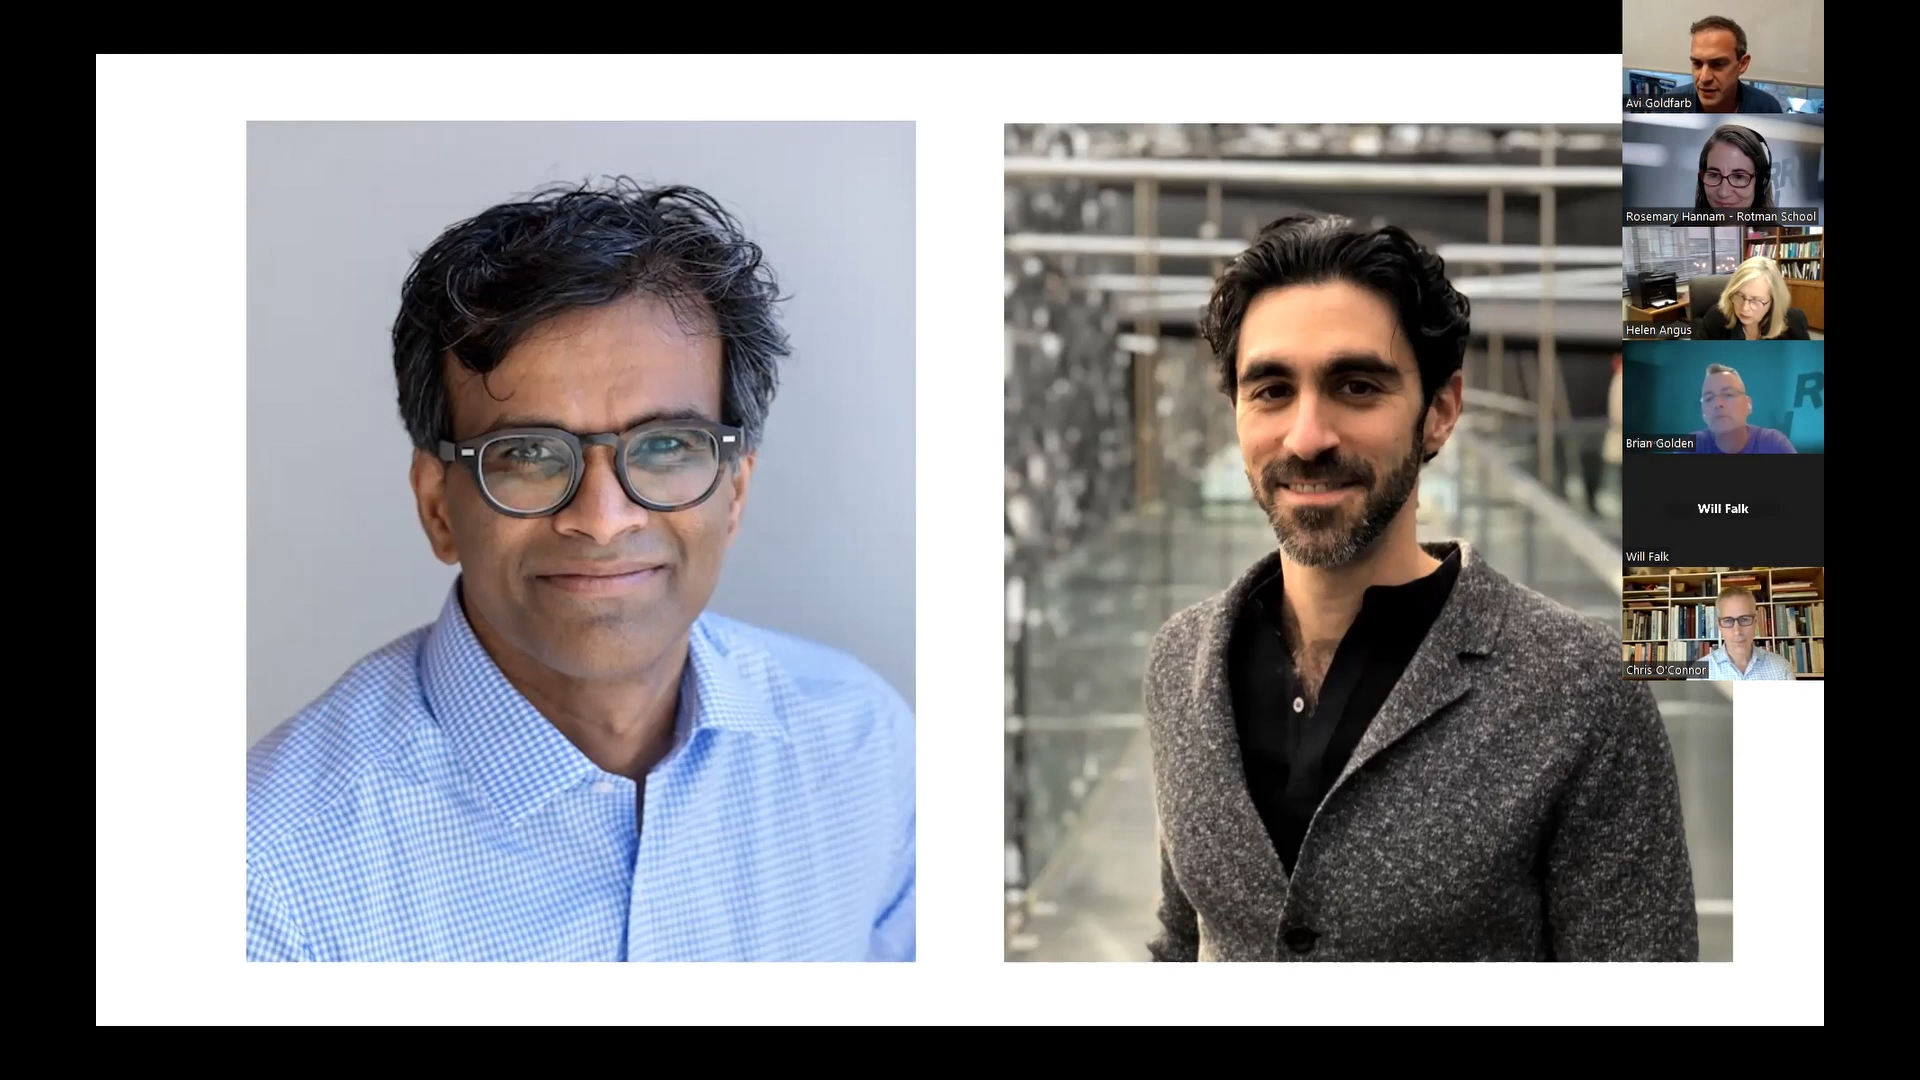 Avi Goldfarb
Rosemary Hannam - Rotman School
Helen Angus
Brian Golden
Will Falk
Will Falk
Chris O'Connor